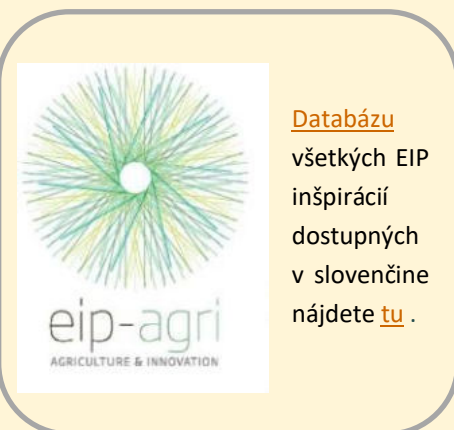 eip-agri
AGRICULTURE & INNOVATION
Databázu
všetkých EIP
inšpirácií
dostupných
v slovenčine
nájdete tu .